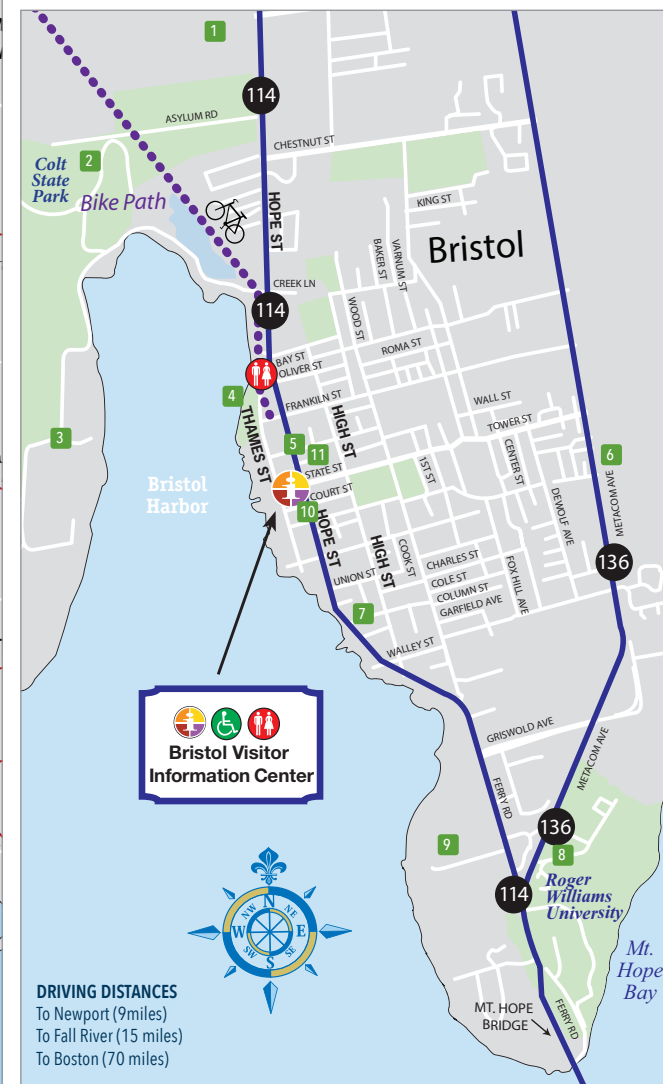 1
114
ASYLUM RD
CHESTNUT ST
2
Colt
State
Park
Bike Path
KING ST
HOPE ST
BAKER ST
VARNUM ST
Bristol
CREEK LN
114
WOOD ST
BAY ST
OLIVER ST
ROMA ST
4
FRANKILN ST
WALL ST
THAMES ST
HIGH ST
TOWER ST
3
5
11
6
STATE ST
1ST ST
CENTER ST
METACOM AVE
Bristol
Harbor
COURT ST
10
HOPE ST
DEWOLF AVE
HIGH ST
COOK ST
136
CHARLES ST
FOX HILL AVE
UNION ST
COLE ST
COLUMN ST
GARFIELD AVE
7
WALLEY ST
Bristol Visitor
Information Center
GRISWOLD AVE
METACOM AVE
FERRY RD
136
9
8
114
Roger
Williams
University
N
NW
NE
W
E
SW
SE
S
Mt.
Hope
Bay
DRIVING DISTANCES
To Newport (9miles)
To Fall River (15 miles)
To Boston (70 miles)
MT. HOPE
BRIDGE
FERRY RD